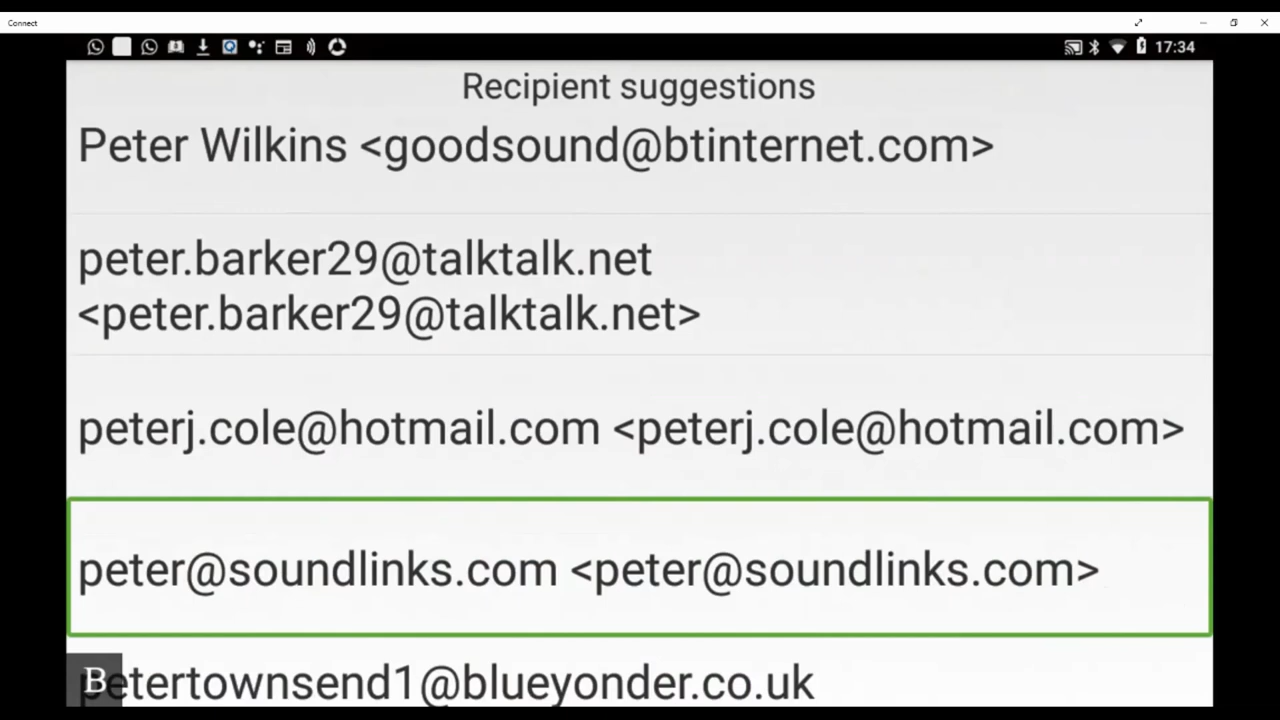 Connect
17:34
Recipient suggestions
Peter Wilkins <goodsound@btinternet.com>
peter.barker29@talktalk.net
<peter.barker29@talktalk.net>
peterj.cole@hotmail.com <peterj.cole@hotmail.com>
peter@soundlinks.com <peter@soundlinks.com>
petertownsend1@blueyonder.co.uk
B